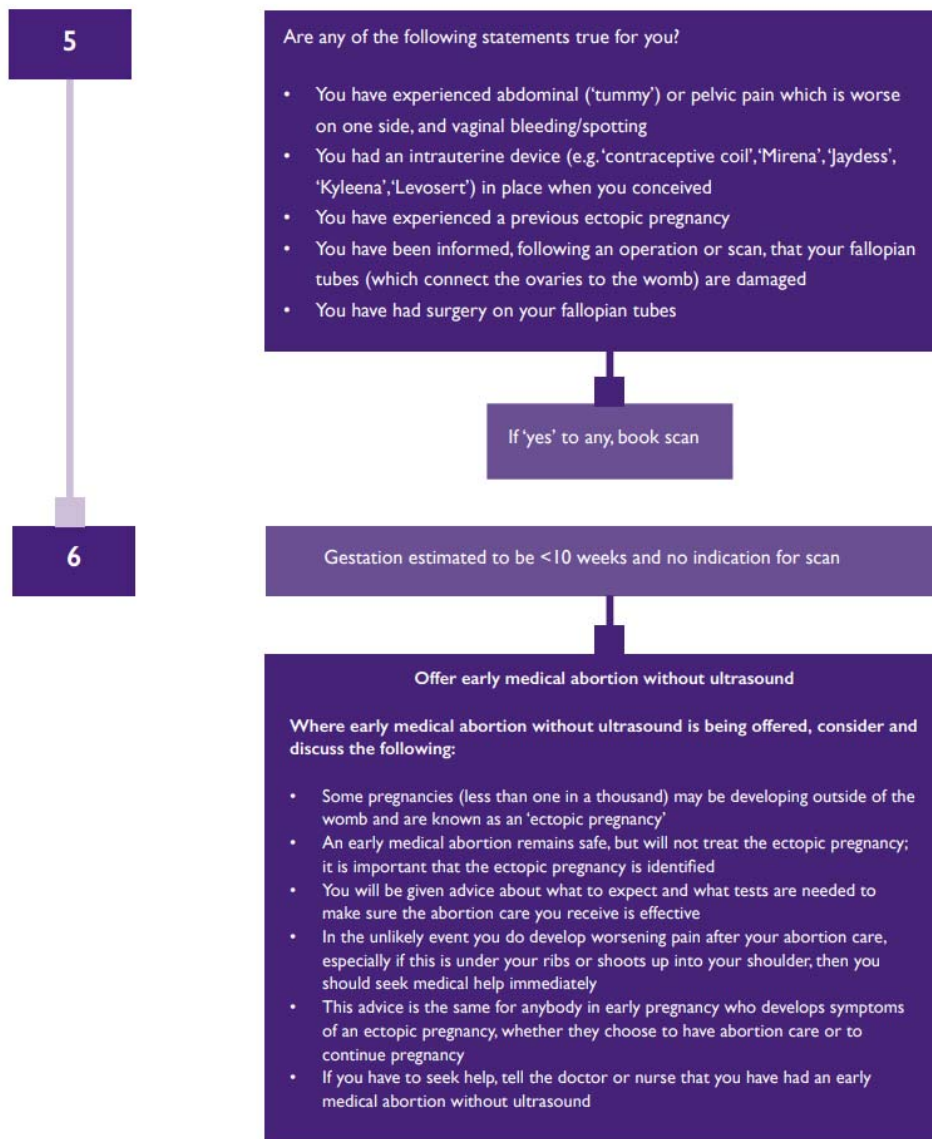 5
Are any of the following statements true for you?
• You have experienced abdominal (‘tummy’) or pelvic pain which is worse
on one side, and vaginal bleeding/spotting
• You had an intrauterine device (e.g. ‘contraceptive coil’, ‘Mirena’, ‘Jaydess’,
‘Kyleena’, ‘Levosert’) in place when you conceived
• You have experienced a previous ectopic pregnancy
• You have been informed, following an operation or scan, that your fallopian
tubes (which connect the ovaries to the womb) are damaged
• You have had surgery on your fallopian tubes
If ‘yes’ to any, book scan
6
Gestation estimated to be <10 weeks and no indication for scan
Offer early medical abortion without ultrasound
Where early medical abortion without ultrasound is being offered, consider and
discuss the following:
• Some pregnancies (less than one in a thousand) may be developing outside of the
womb and are known as an ‘ectopic pregnancy’
• An early medical abortion remains safe, but will not treat the ectopic pregnancy;
it is important that the ectopic pregnancy is identified
• You will be given advice about what to expect and what tests are needed to
make sure the abortion care you receive is effective
• In the unlikely event you do develop worsening pain after your abortion care,
especially if this is under your ribs or shoots up into your shoulder, then you
should seek medical help immediately
• This advice is the same for anybody in early pregnancy who develops symptoms
of an ectopic pregnancy, whether they choose to have abortion care or to
continue pregnancy
• If you have to seek help, tell the doctor or nurse that you have had an early
medical abortion without ultrasound